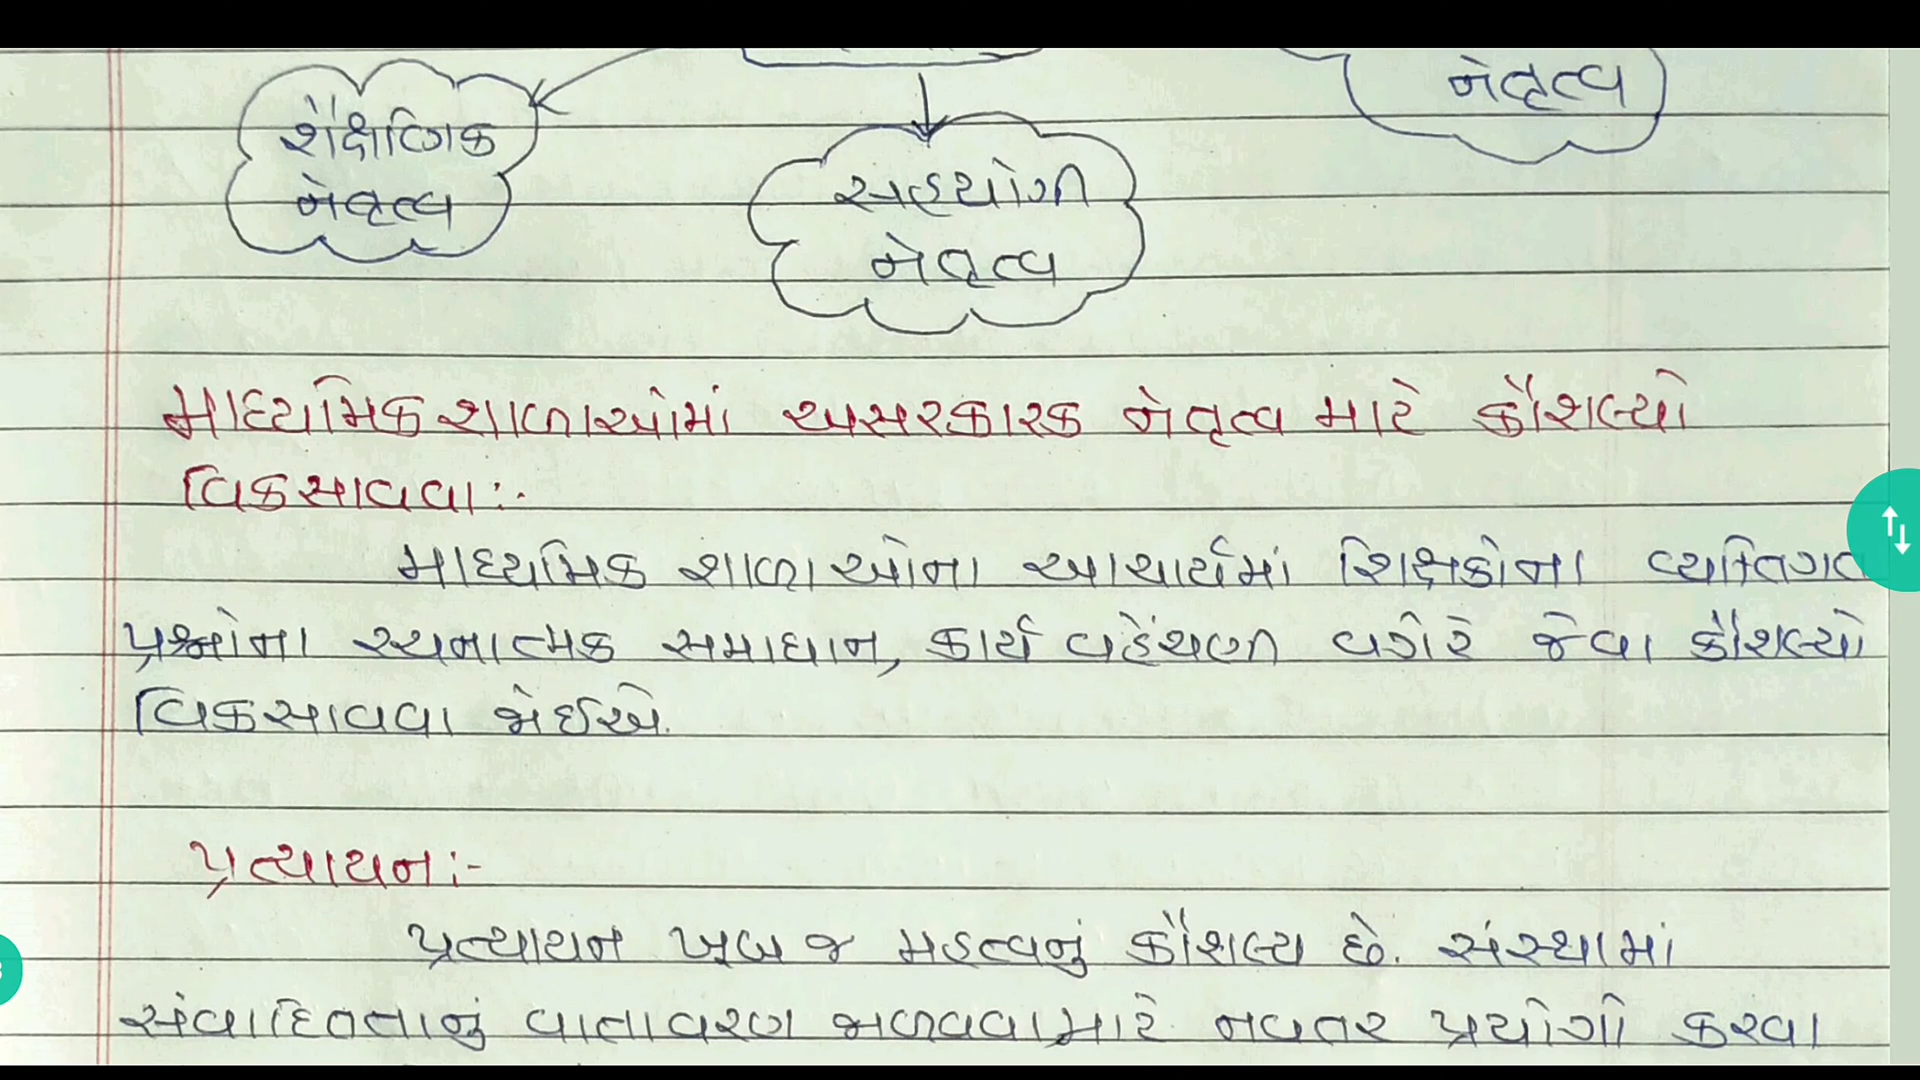 નેતૃત્વ
શૈક્ષણિક
નેતૃત્વ
સહયોગી
નેતૃત્વ
માધ્યમિક શાળાઓમાં અસરકારક નેતૃત્વ માટે કૌશલ્યો
વિકસાવવા :-
માધ્યમિક શાળાઓના આચાર્યમાં શિક્ષકોના વ્યક્તિગત
પ્રશ્નોના રચનાત્મક સમાધાન, કાર્ય વહેંચણી વગેરે જેવા કૌશલ્યો
વિકસાવવા જોઈએ.
પ્રત્યાયન :-
પ્રત્યાયન ખૂબ જ મહત્વનું કૌશલ્ય છે. સંસ્થામાં
સંવાદિતતાનું વાતાવરણ જાળવવા માટે નવતર પ્રયોગો કરવા